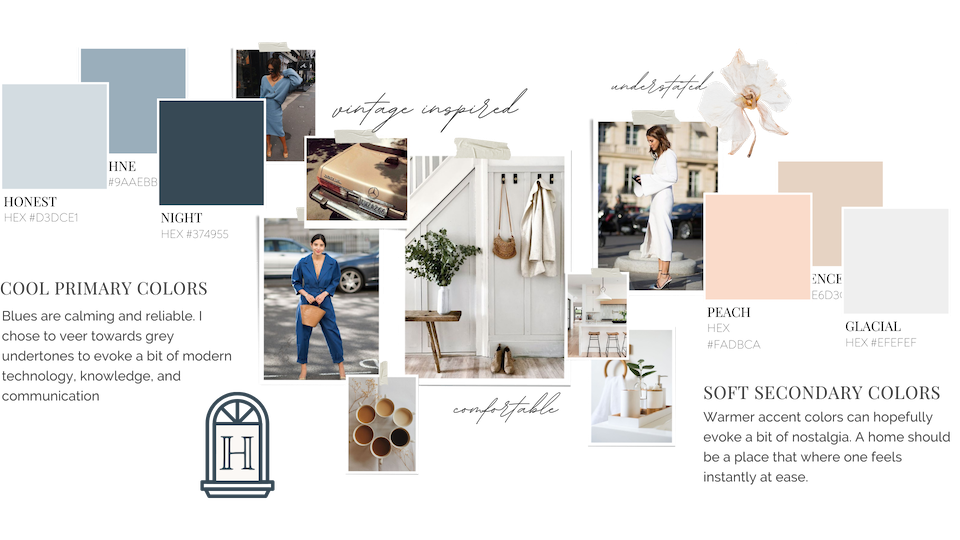 vintage inspired
understated
HNE
#9AAEBB
HONEST
HEX #D3DCE1
NIGHT
HEX #374955
COOL PRIMARY COLORS
Blues are calming and reliable. I
chose to veer towards grey
undertones to evoke a bit of modern
technology, knowledge, and
communication
H
comfortable
ENCE
E6D3
PEACH
HEX
#FADBCA
GLACIAL
HEX #EFEFEF
SOFT SECONDARY COLORS
Warmer accent colors can hopefully
evoke a bit of nostalgia. A home should
be a place that where one feels
instantly at ease.